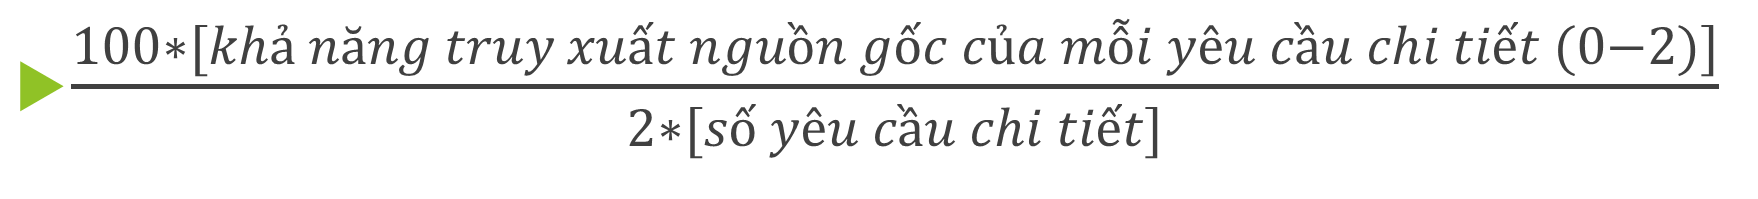 100∗[khả năng truy xuất nguồn gốc của mỗi yêu cầu chi tiết (0−2)]
2∗[số yêu cầu chi tiết]